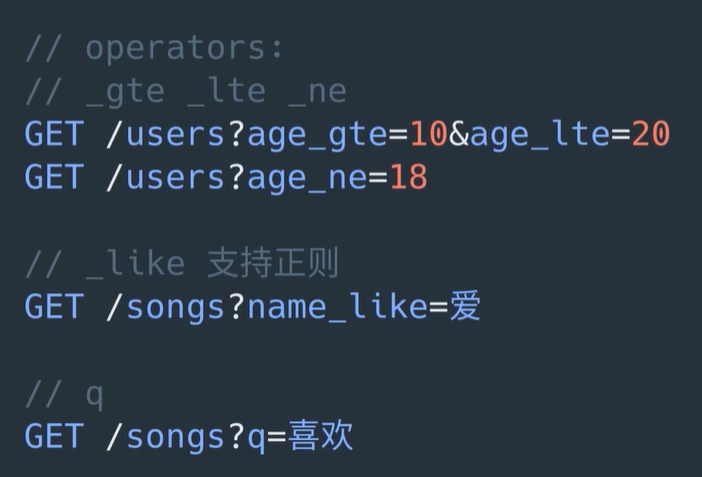 // operators:
// _gte _lte _ne
GET /users?age_gte=10&age_lte=20
GET /users?age_ne=18
// _like 支持正则
GET /songs?name_like=爱
// q
GET /songs?q=喜欢